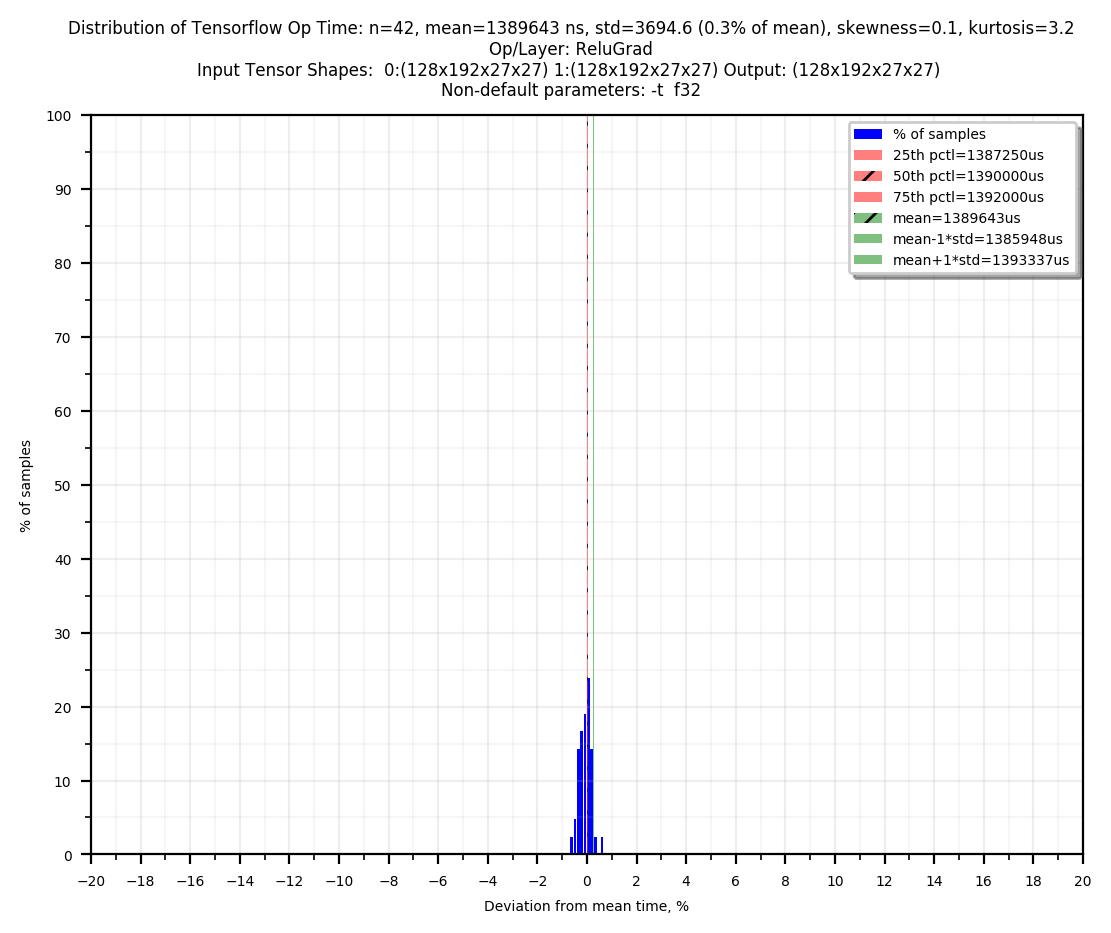 Distribution of Tensorflow Op Time: n=42, mean=1389643 ns, std=3694.6 (0.3% of mean), skewness=0.1, kurtosis=3.2
Op/Layer: ReluGrad
Input Tensor Shapes:  0:(128x192x27x27) 1:(128x192x27x27) Output: (128x192x27x27)
Non-default parameters: -t  f32
% of samples
25th pctl=1387250us
50th pctl=1390000us
75th pctl=1392000us
mean=1389643us
mean-1*std=1385948us
mean+1*std=1393337us
100
90
80
70
60
50
40
30
20
10
0
% of samples
−20 −18 −16 −14 −12 −10 −8 −6 −4 −2 0 2 4 6 8 10 12 14 16 18 20
Deviation from mean time, %